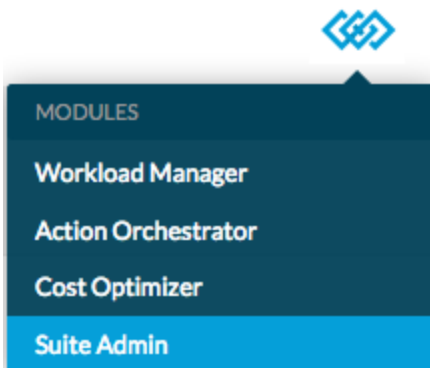 MODULES
Workload Manager
Action Orchestrator
Cost Optimizer
Suite Admin